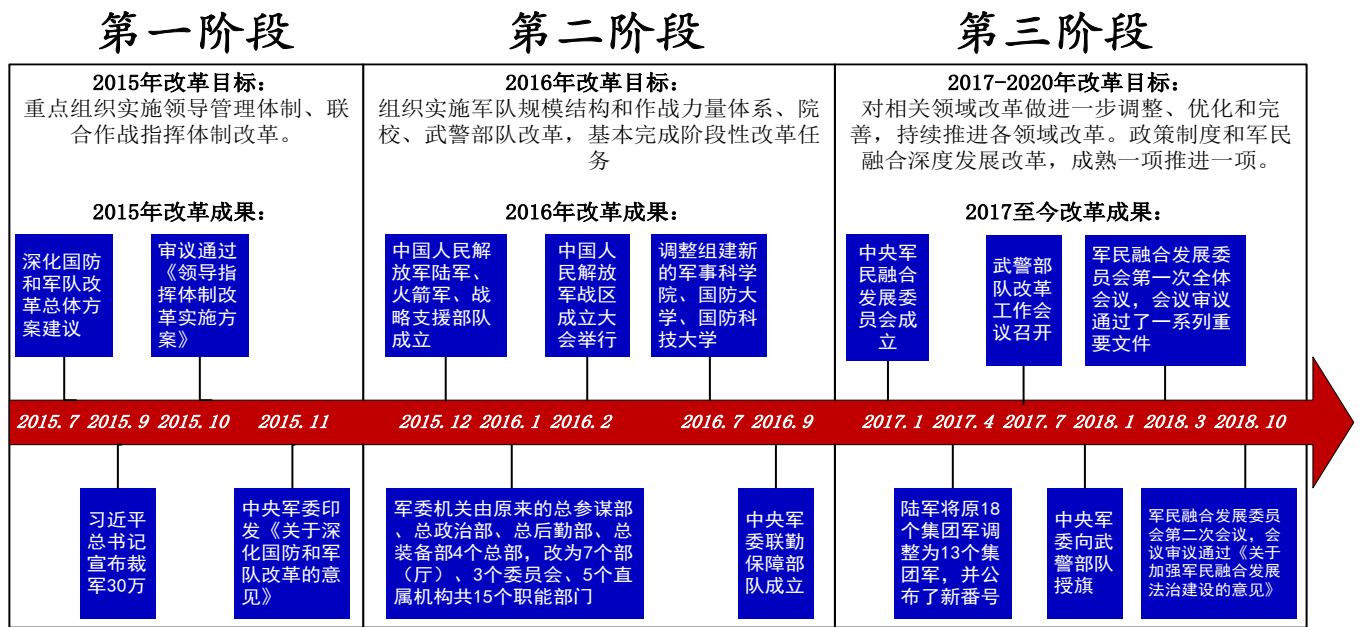 第一阶段
第二阶段
第三阶段
2015年改革目标：
重点组织实施领导管理体制、联
合作战指挥体制改革。
2015年改革成果：
2016年改革目标：
组织实施军队规模结构和作战力量体系、院
校、武警部队改革，基本完成阶段性改革任
务
2016年改革成果：
2017-2020年改革目标：
对相关领域改革做进一步调整、优化和完
善，持续推进各领域改革。政策制度和军民
融合深度发展改革，成熟一项推进一项。
2017至今改革成果：
深化国防
和军队改
革总体方
案建议
审议通过
《领导指
挥体制改
革实施方
案》
中国人民解
放军陆军、
火箭军、战
略支援部队
成立
中国人
民解放
军战区
成立大
会举行
调整组建新
的军事科学
院、国防大
学、国防科
技大学
中央军
民融合
发展委
员会成
立
武警部
队改革
工作会
议召开
军民融合发展委
员会第一次全体
会议，会议审议
通过了一系列重
要文件
2015.7 2015.9 2015.10 2015.11 2015.12 2016.1 2016.2 2016.7 2016.9 2017.1 2017.4 2017.7 2018.1 2018.3 2018.10
习近平
总书记
宣布裁
军30万
中央军委印
发《关于深
化国防和军
队改革的意
见》
军委机关由原来的总参谋部
、总政治部、总后勤部、总
装备部4个总部，改为7个部
（厅）、3个委员会、5个直
属机构共15个职能部门
中央军
委联勤
保障部
队成立
陆军将原18
个集团军调
整为13个集
团军，并公
布了新番号
中央军
委向武
警部队
授旗
军民融合发展委员
会第二次会议，会
议审议通过《关于
加强军民融合发展
法治建设的意见》